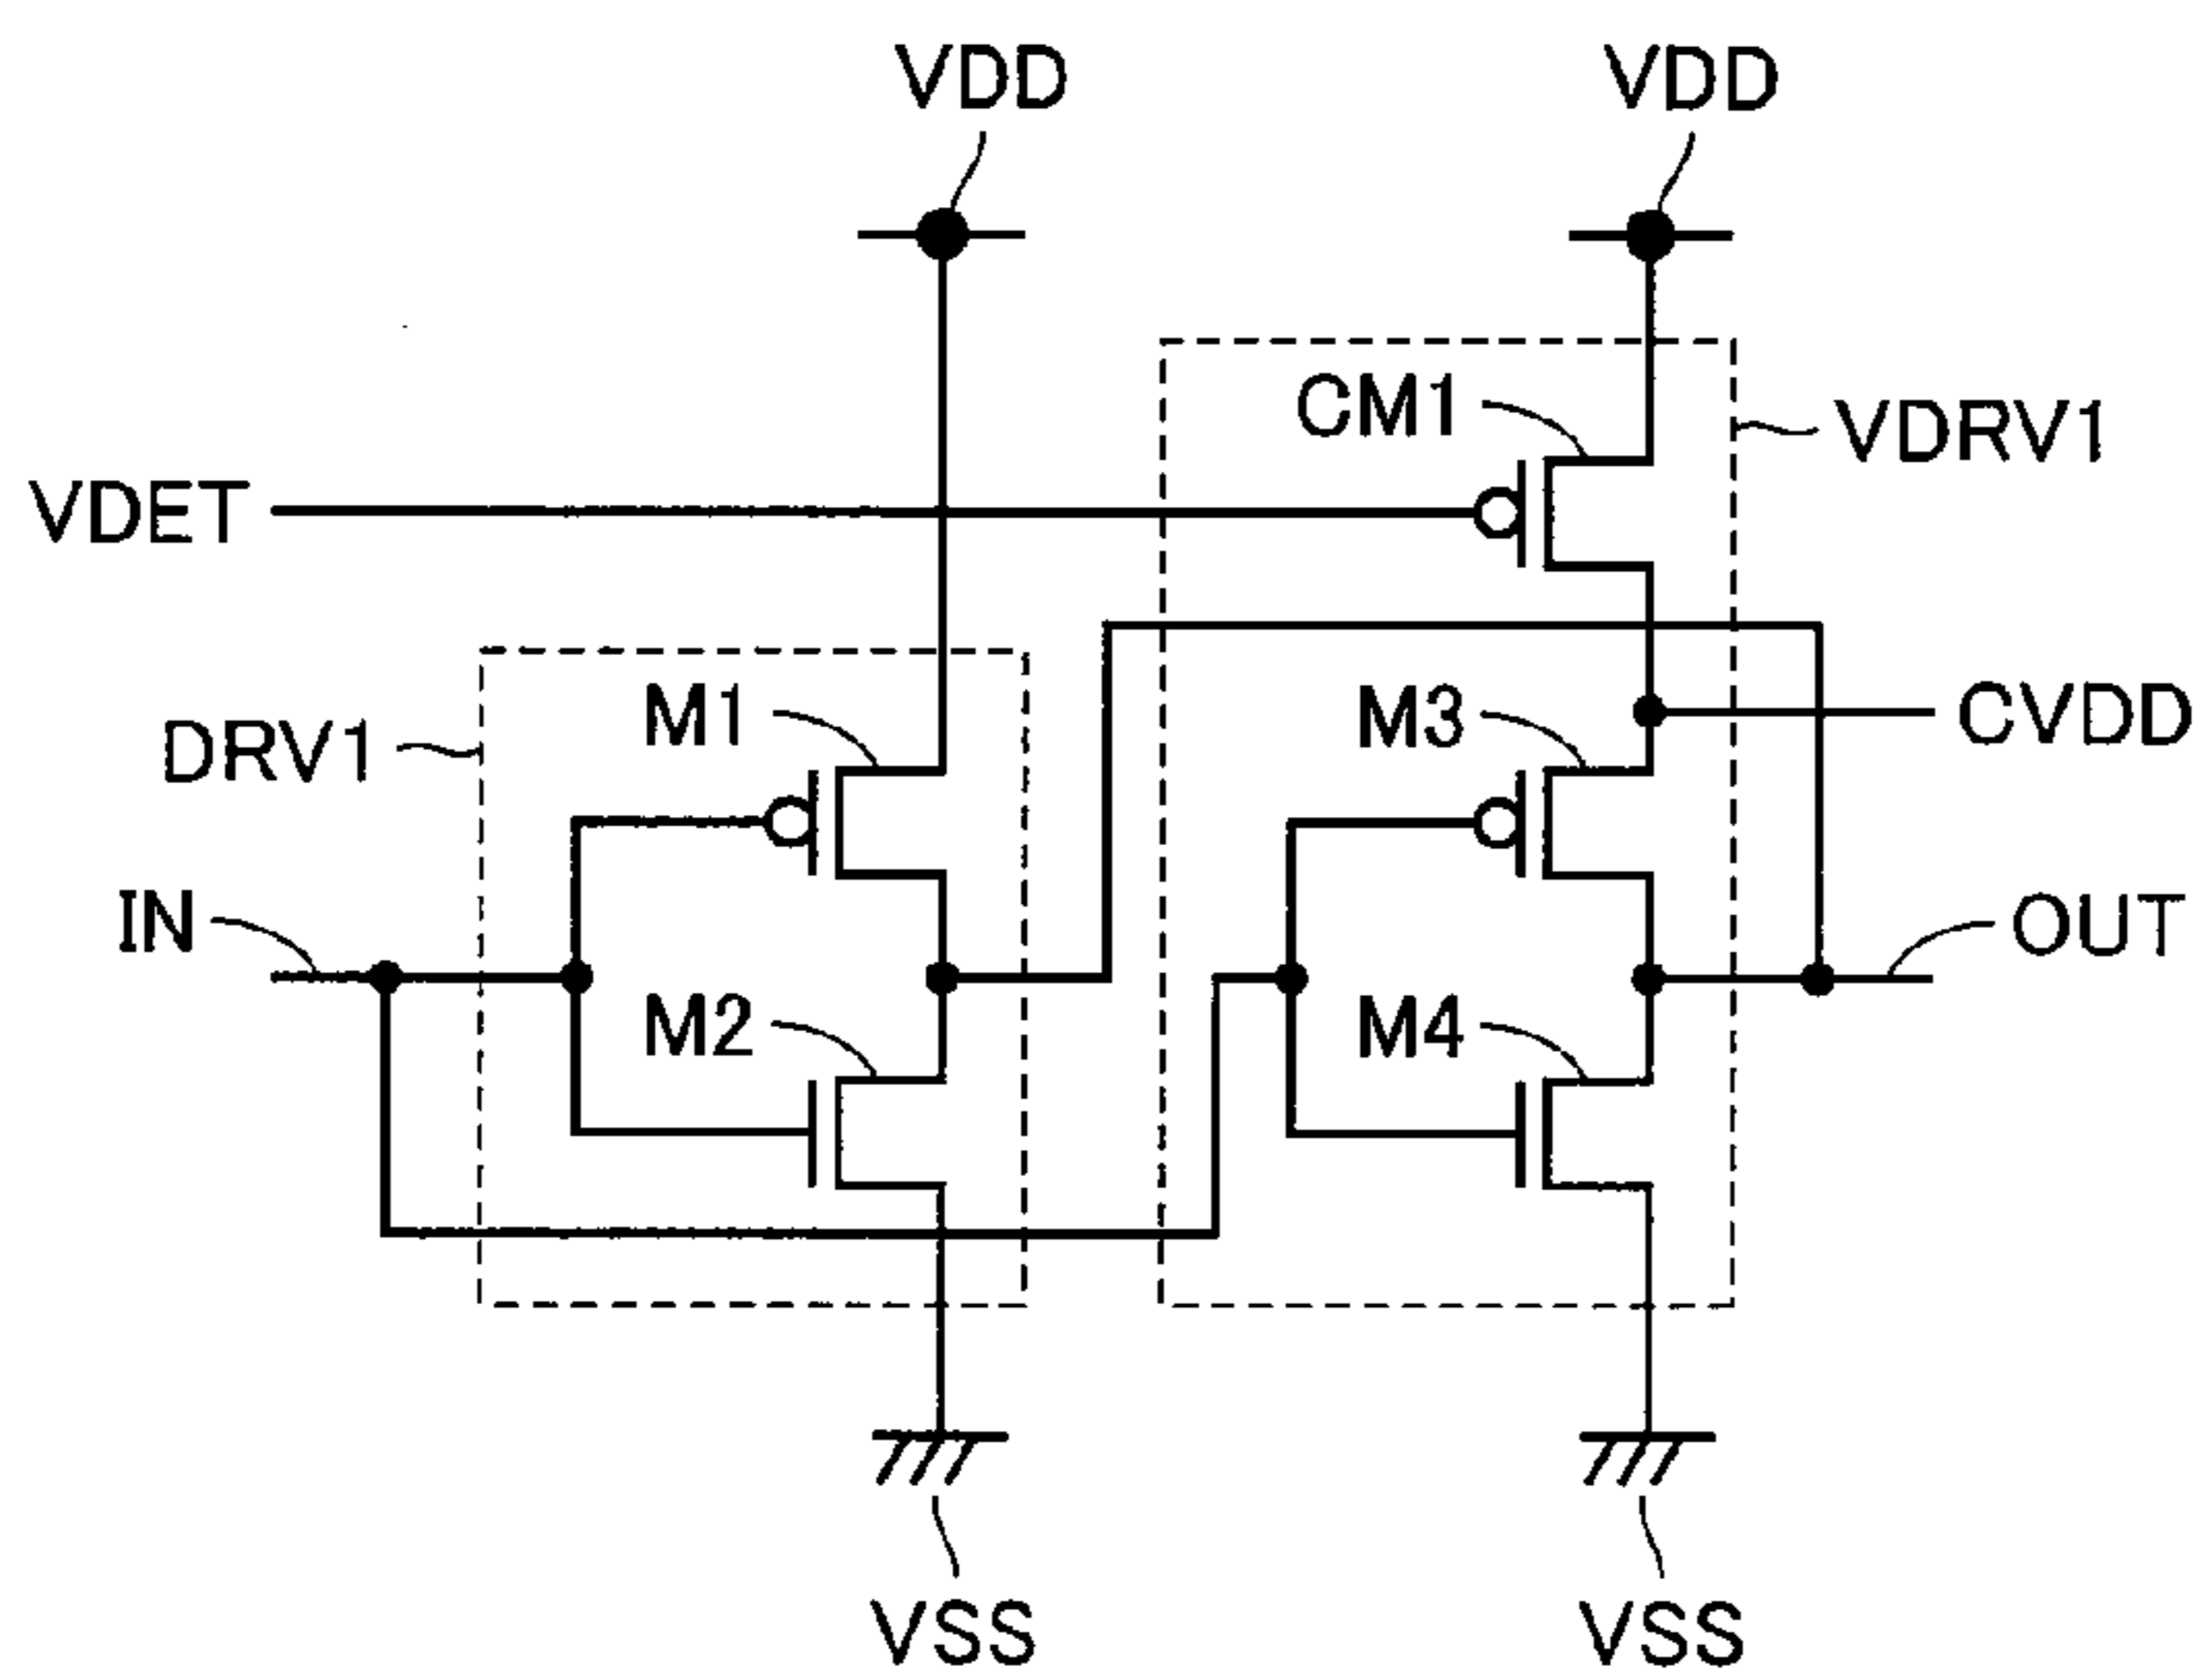 VDD
VDD
CM1
VDRV1
VDET
M1
M3
CVDD
DRV1
IN
OUT
M2
M4
VSS
VSS